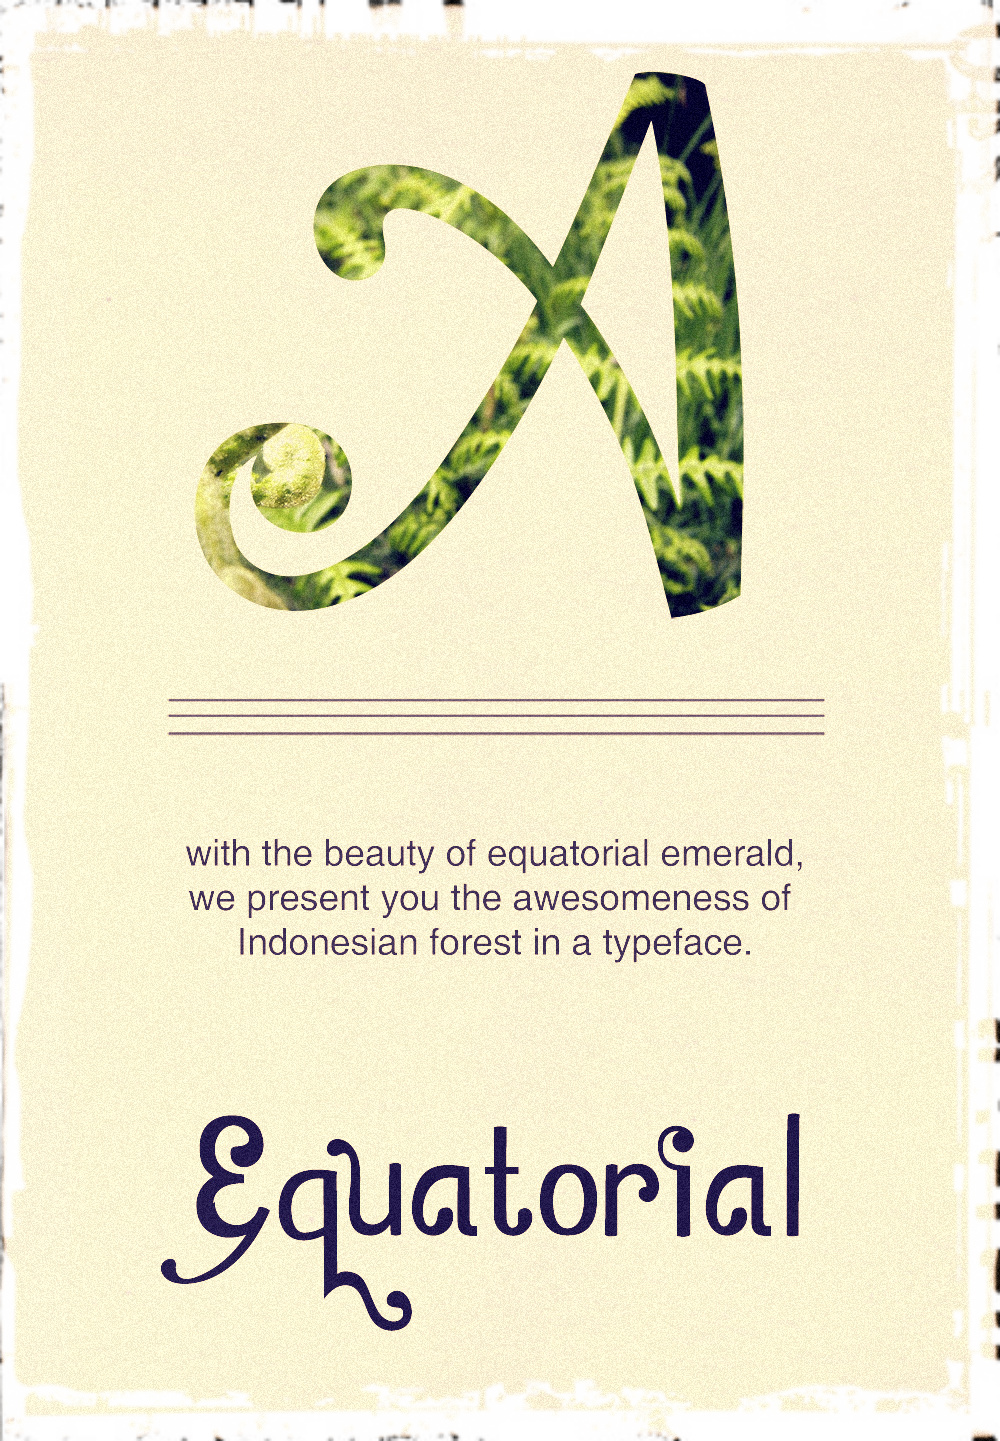 A
with the beauty of equatorial emerald,
we present you the awesomeness of
Indonesian forest in a typeface.
Equatorial